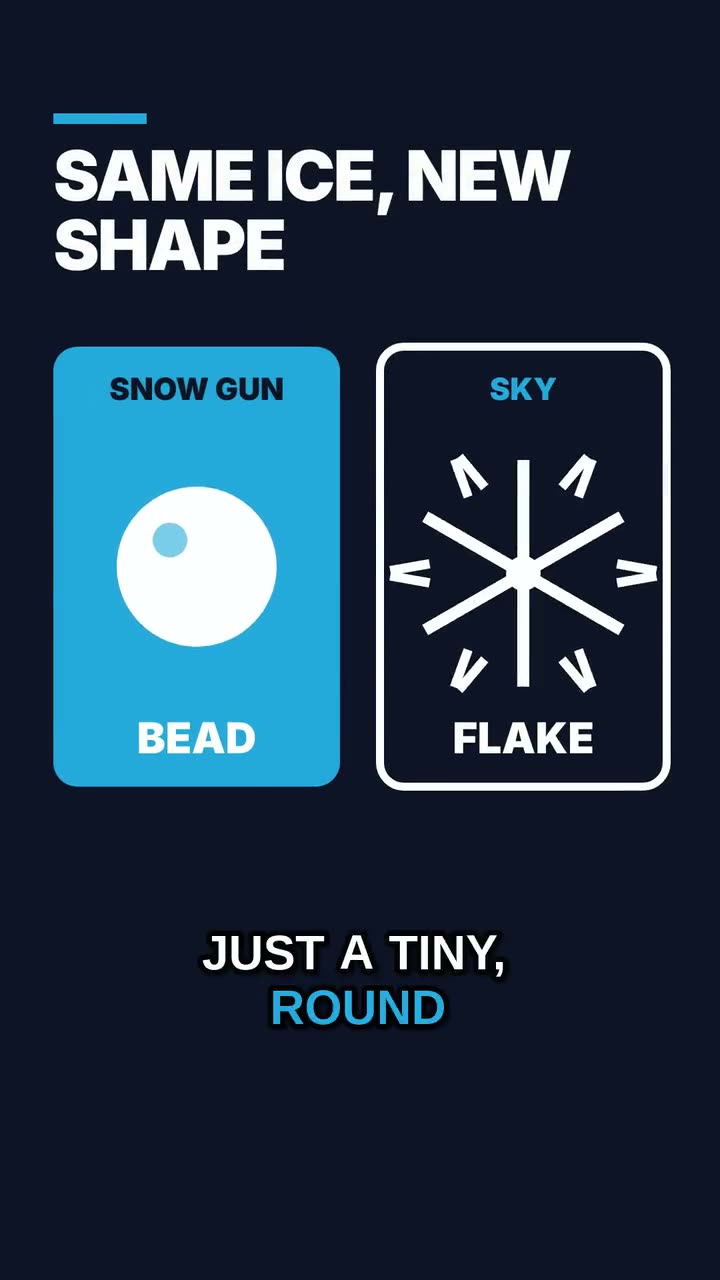 SAME ICE, NEW
SHAPE
SNOW GUN
SKY
BEAD
FLAKE
JUST A TINY,
ROUND